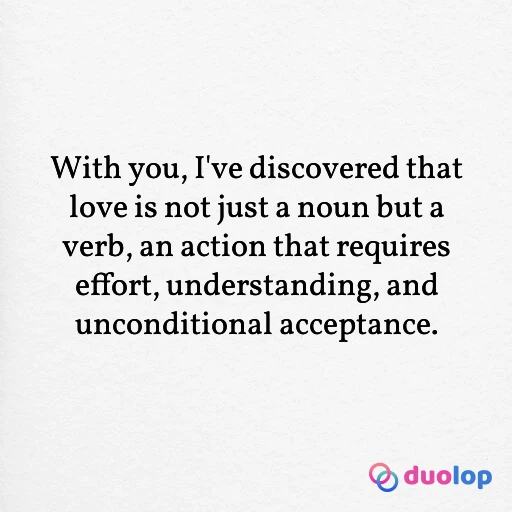 With you, I've discovered that
love is not just a noun but a
verb, an action that requires
effort, understanding, and
unconditional acceptance.
duolop